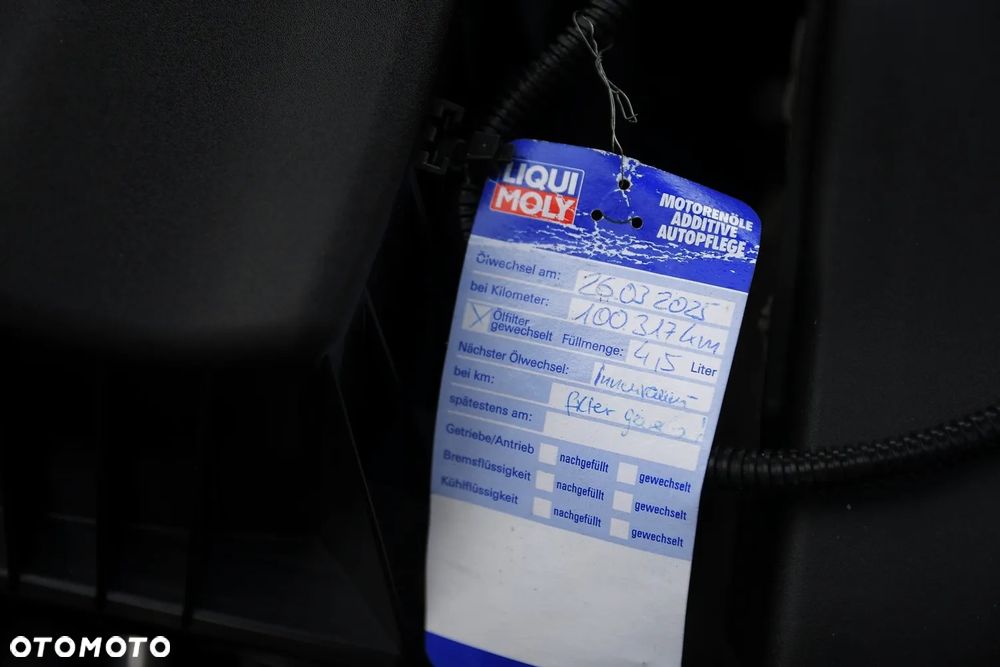 LIQUI
MOLY
MOTORENÖLE
ADDITIVE
AUTOPFLEGE
Ölwechsel am: 26.03.2025
bei Kilometer: 100.317 km
X Ölfilter
gewechselt Füllmenge: 4,5 Liter
Nächster Ölwechsel:
bei km: filter
spätestens am:
Getriebe/Antrieb nachgefüllt gewechselt
Bremsflüssigkeit nachgefüllt gewechselt
Kühlflüssigkeit nachgefüllt gewechselt
OTOMOTO